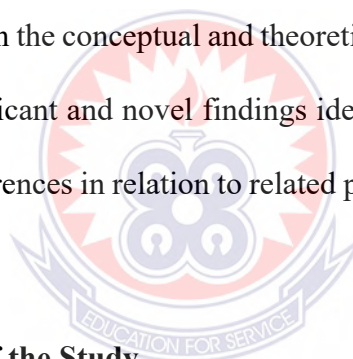 n the conceptual and theoreti
icant and novel findings ide
rences in relation to related p
EDUCATION FOR SERVICE
f the Study